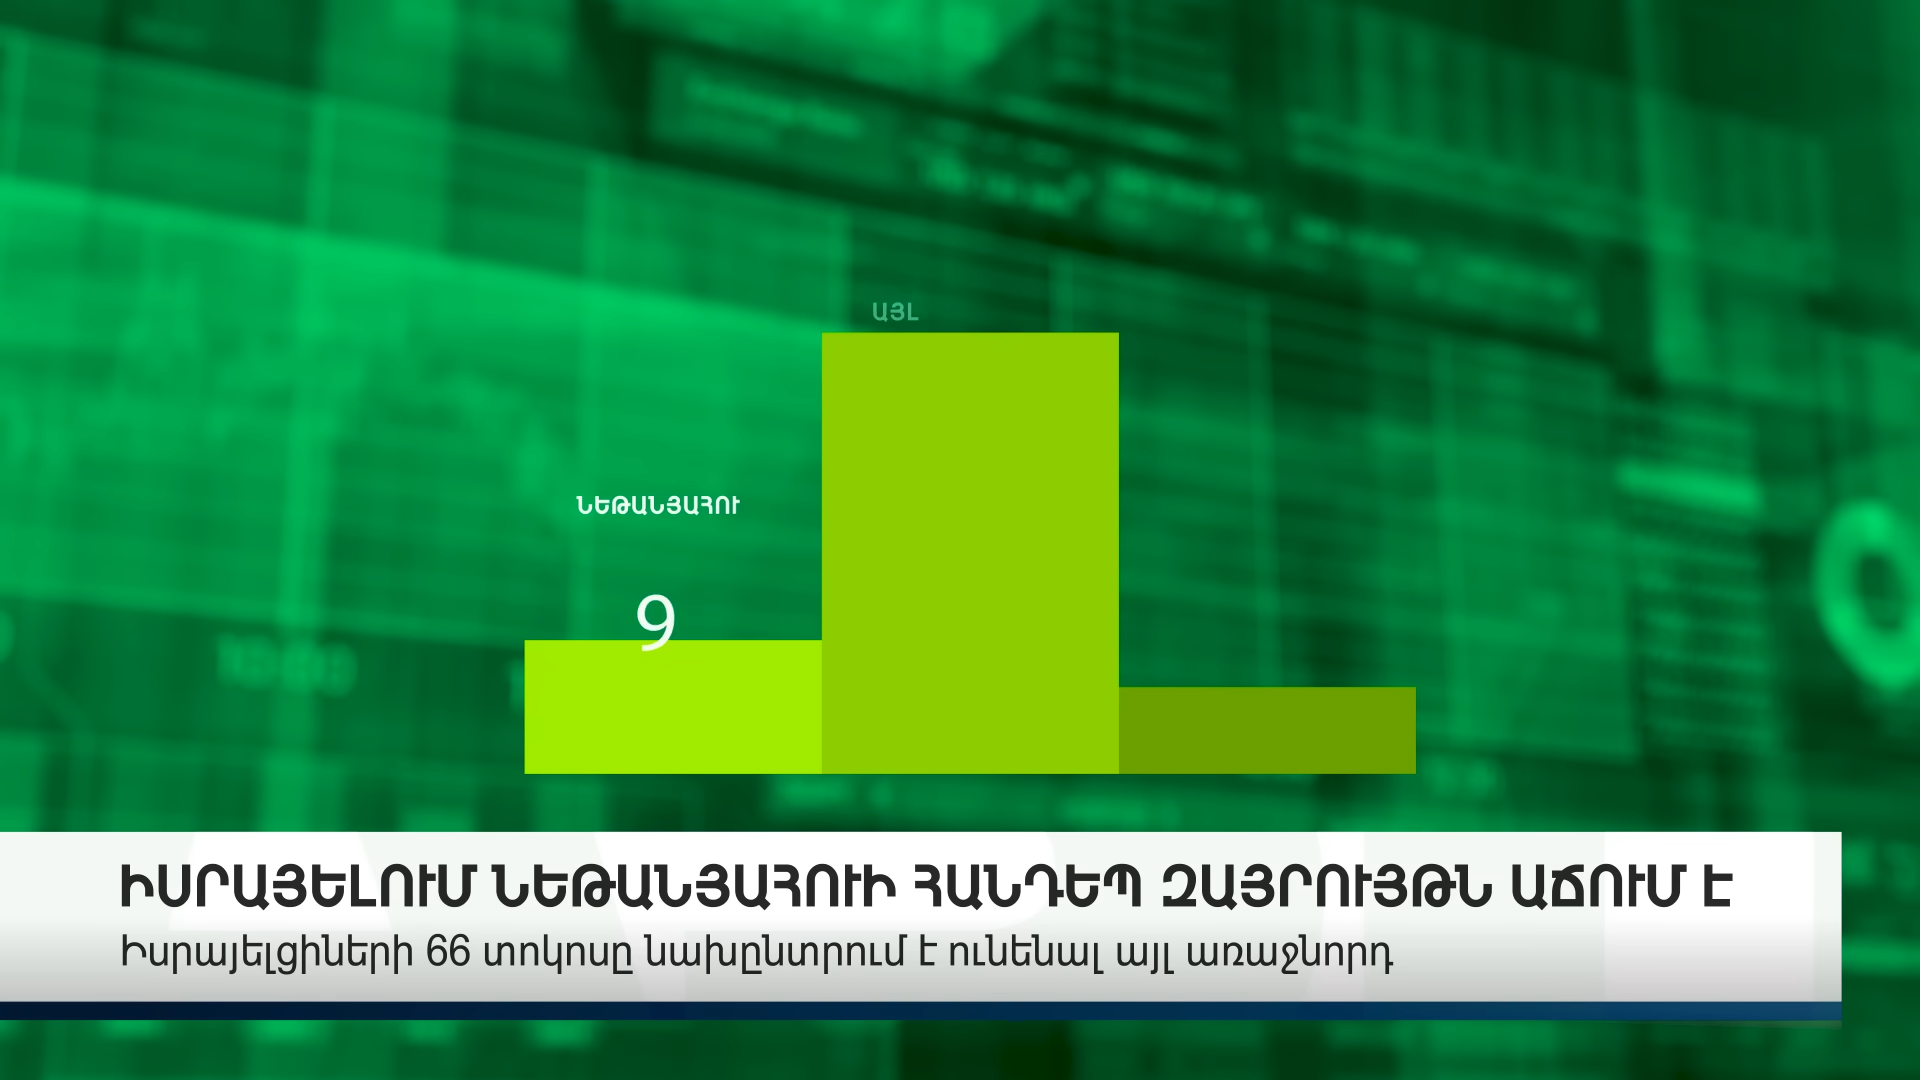 ԱՅԼ
ՆԵԹԱՆՅԱՀՈՒ
9
ԻՍՐԱՅԵԼՈՒՄ ՆԵԹԱՆՅԱՀՈՒԻ ՀԱՆԴԵՊ ԶԱՅՐՈՒՅԹՆ ԱՃՈՒՄ Է
Իսրայելցիների 66 տոկոսը նախընտրում է ունենալ այլ առաջնորդ